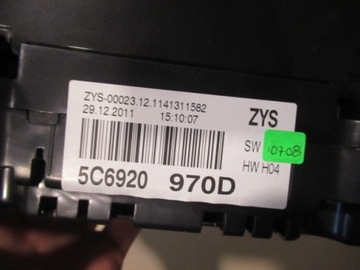 ZYS-00023.12.1141311582
29.12.2011 15:10:07
ZYS
SW 0708
HW H04
5C6920 970D